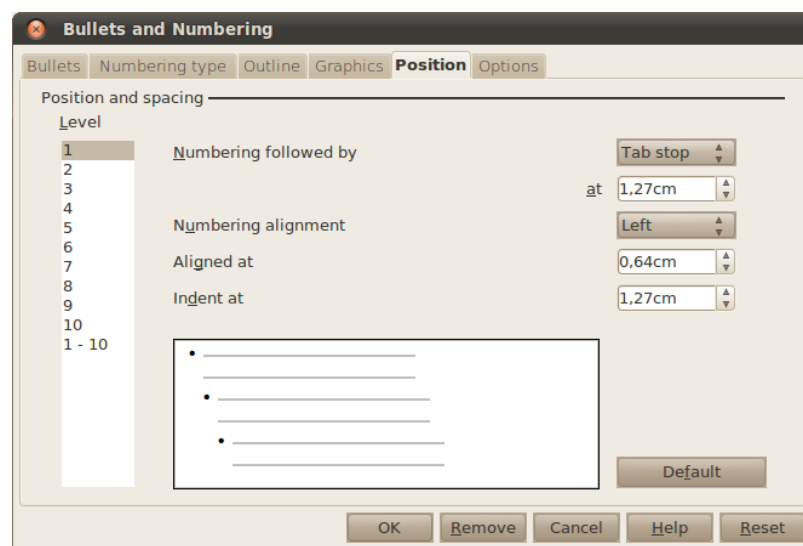 Bullets and Numbering
Bullets Numbering type Outline Graphics Position Options
Position and spacing
Level
1
2
3
4
5
6
7
8
9
10
1 - 10
Numbering followed by Tab stop
at 1,27cm
Numbering alignment Left
Aligned at 0,64cm
Indent at 1,27cm
Default
OK Remove Cancel Help Reset